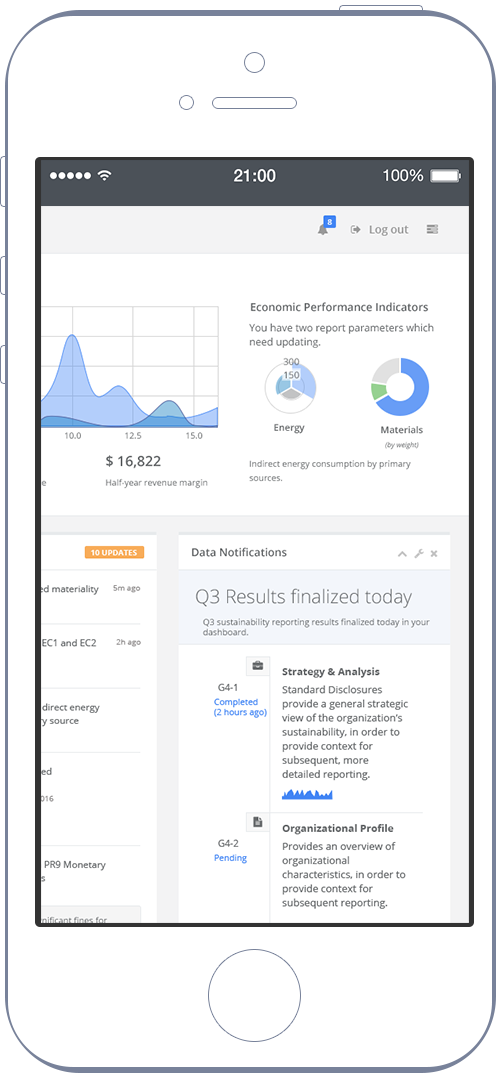 21:00
100%
8
Log out
Economic Performance Indicators
You have two report parameters which
need updating.
300
150
10.0
12.5
15.0
Energy
Materials
(by weight)
$ 16,822
Half-year revenue margin
e
Indirect energy consumption by primary
sources.
10 UPDATES
ed materiality
5m ago
EC1 and EC2
2h ago
direct energy
ry source
ed
2016
PR9 Monetary
s
nificant fines for
Data Notifications
Q3 Results finalized today
Q3 sustainability reporting results finalized today in your
dashboard.
G4-1
Completed
(2 hours ago)
Strategy & Analysis
Standard Disclosures
provide a general strategic
view of the organization's
sustainability, in order to
provide context for
subsequent, more
detailed reporting.
G4-2
Pending
Organizational Profile
Provides an overview of
organizational
characteristics, in order to
provide context for
subsequent reporting.